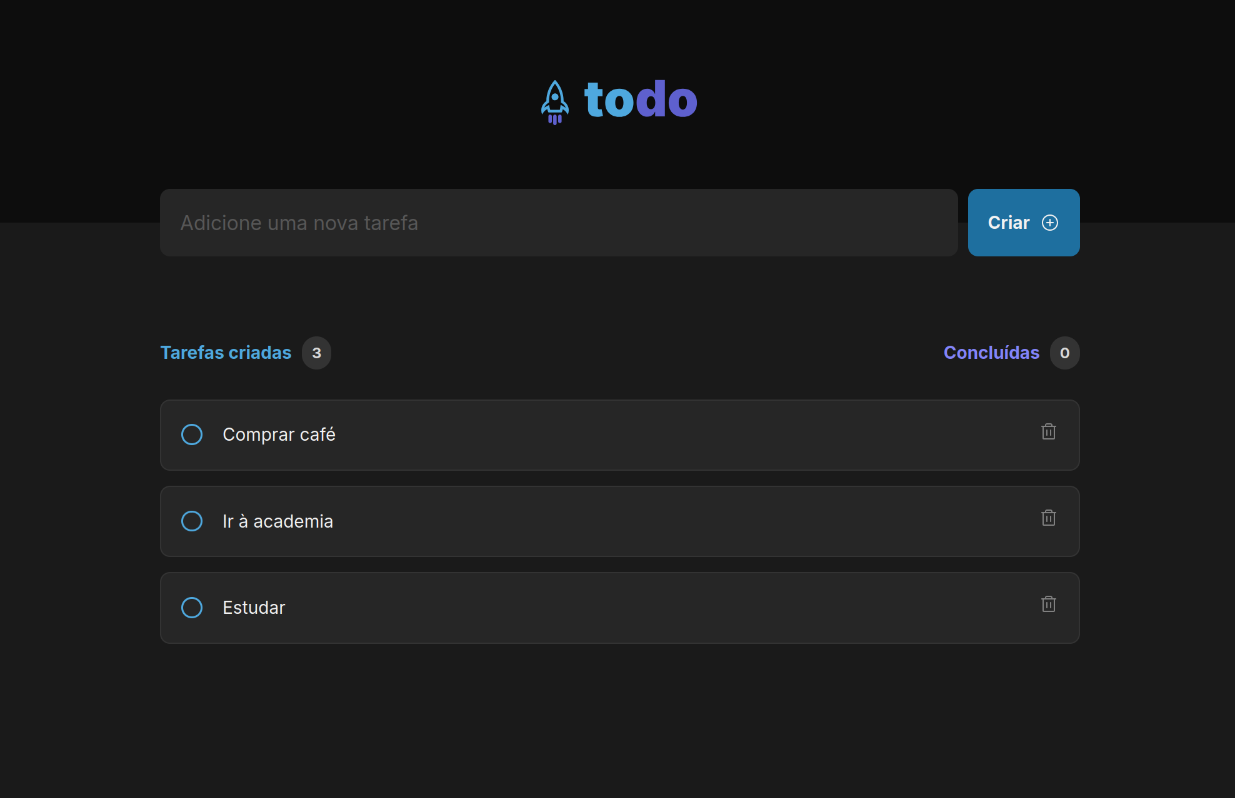 todo
Adicione uma nova tarefa
Criar
Tarefas criadas 3
Concluídas 0
Comprar café
Ir à academia
Estudar